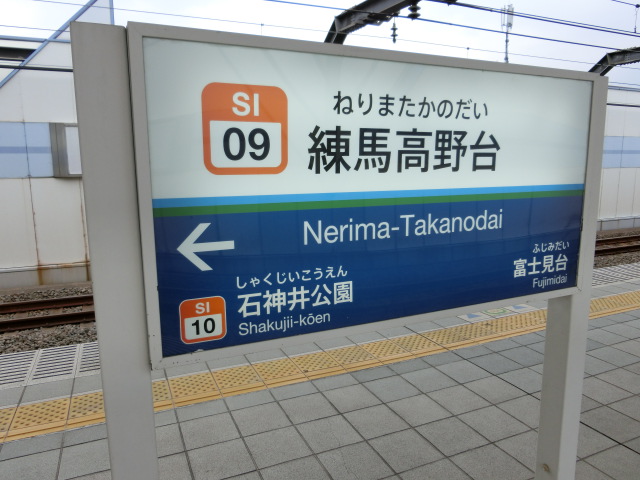 SI
09
ねりまたかのだい
練馬高野台
Nerima-Takanodai
しゃくじいこうえん
SI
10
石神井公園
Shakujii-kōen
ふじみだい
富士見台
Fujimidai